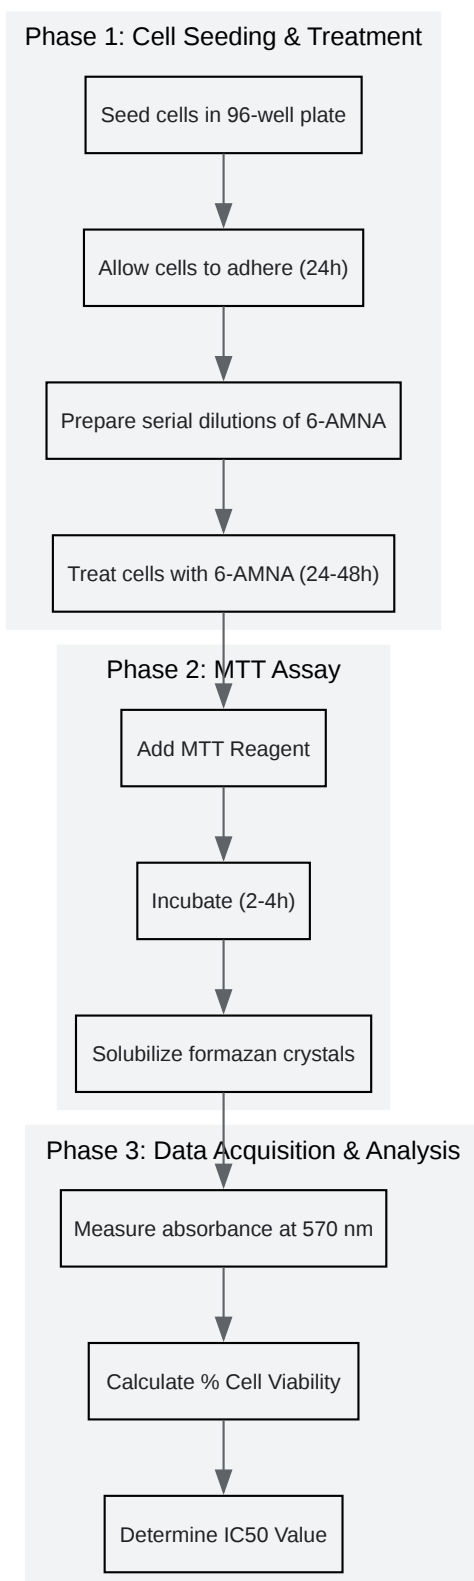 Phase 1: Cell Seeding & Treatment
Seed cells in 96-well plate
Allow cells to adhere (24h)
Prepare serial dilutions of 6-AMNA
Treat cells with 6-AMNA (24-48h)
Phase 2: MTT Assay
Add MTT Reagent
Incubate (2-4h)
Solubilize formazan crystals
Phase 3: Data Acquisition & Analysis
Measure absorbance at 570 nm
Calculate % Cell Viability
Determine IC50 Value